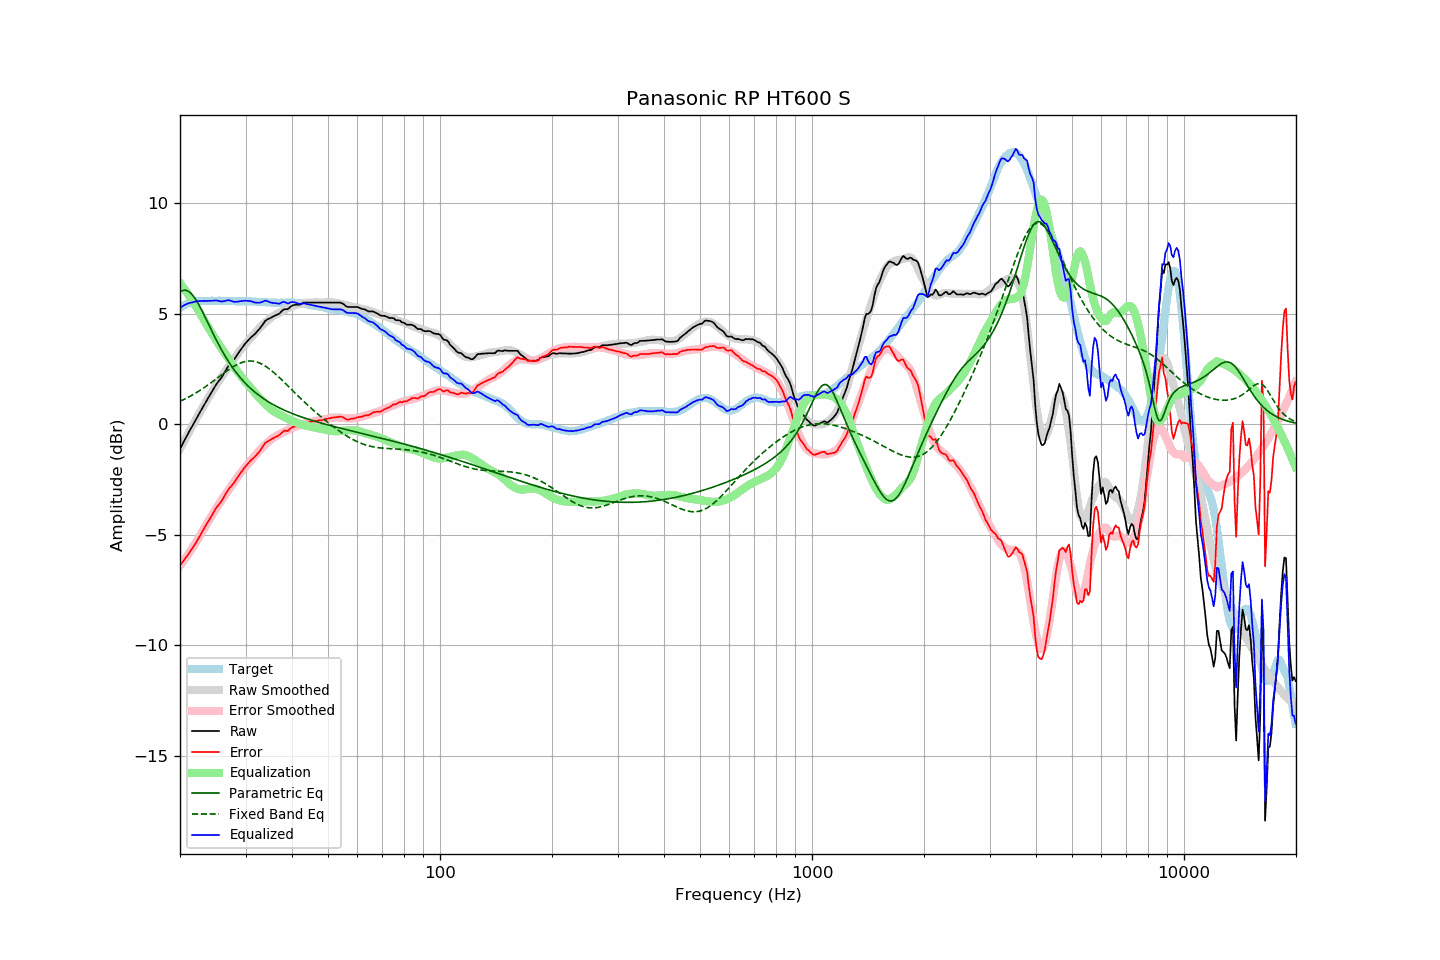 Panasonic RP HT600 S
Amplitude (dBr)
10
5
0
−5
−10
−15
Target
Raw Smoothed
Error Smoothed
Raw
Error
Equalization
Parametric Eq
Fixed Band Eq
Equalized
100
1000
10000
Frequency (Hz)